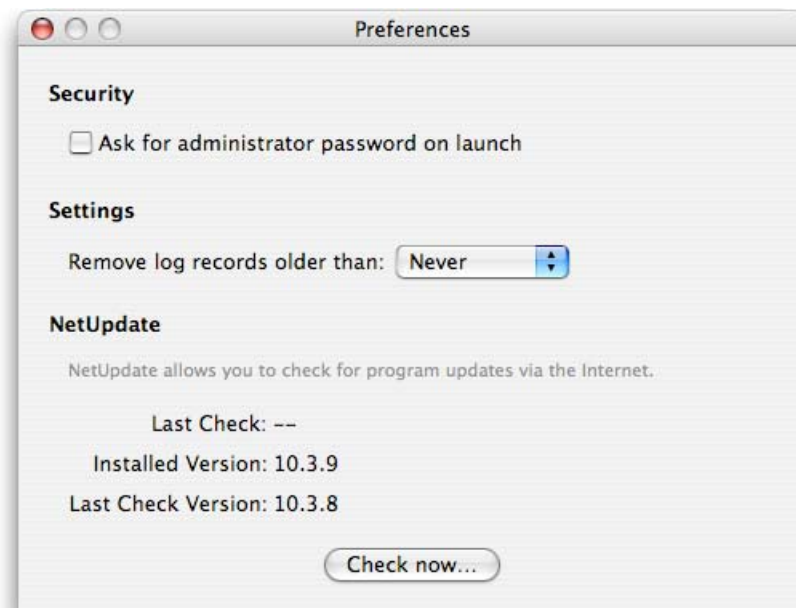 Preferences
Security
Ask for administrator password on launch
Settings
Remove log records older than: Never
NetUpdate
NetUpdate allows you to check for program updates via the Internet.
Last Check: --
Installed Version: 10.3.9
Last Check Version: 10.3.8
Check now...